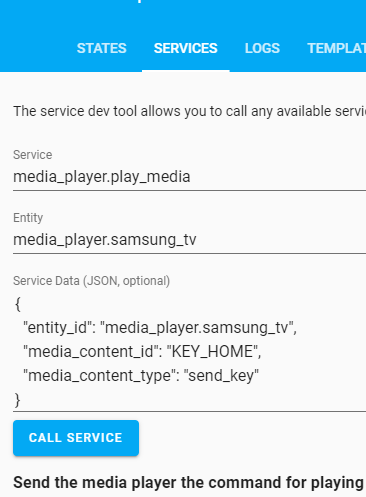 STATES SERVICES LOGS
The service dev tool allows you to call any available
Service
media_player.play_media
Entity
media_player.samsung_tv
Service Data (JSON, optional)
{
"entity_id": "media_player.samsung_tv",
"media_content_id": "KEY_HOME",
"media_content_type": "send_key"
}
CALL SERVICE
Send the media player the command for playing